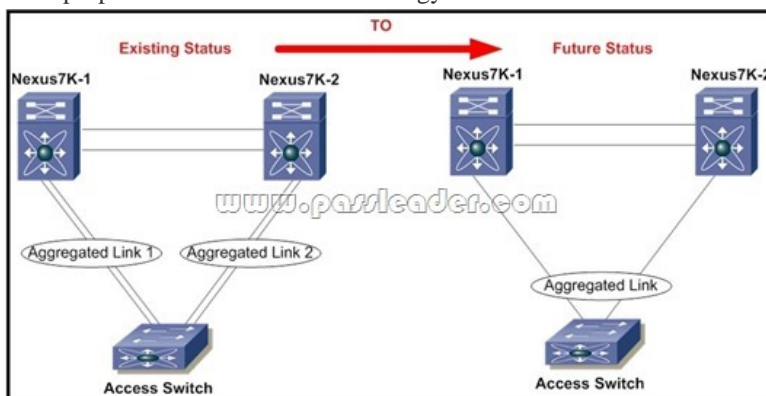 TO
Existing Status
Future Status
Nexus7K-1
Nexus7K-2
Nexus7K-1
Nexus7K-2
www.passleader.com
Aggregated Link 1
Aggregated Link 2
Aggregated Link
Access Switch
Access Switch